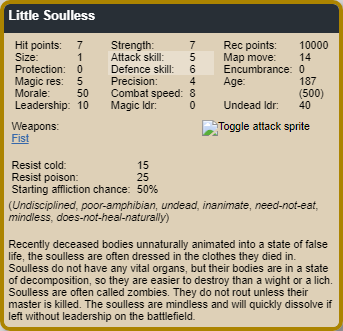 Little Soulless
Hit points: 7 Strength: 7 Rec points: 10000
Size: 1 Attack skill: 5 Map move: 14
Protection: 0 Defence skill: 6 Encumbrance: 0
Magic res: 5 Precision: 4 Age: 187
Morale: 50 Combat speed: 8 (500)
Leadership: 10 Magic ldr: 0 Undead ldr: 40
Weapons:
Fist
Toggle attack sprite
Resist cold: 15
Resist poison: 25
Starting affliction chance: 50%
(Undisciplined, poor-amphibian, undead, inanimate, need-not-eat,
mindless, does-not-heal-naturally)
Recently deceased bodies unnaturally animated into a state of false
life, the soulless are often dressed in the clothes they died in.
Soulless do not have any vital organs, but their bodies are in a state
of decomposition, so they are easier to destroy than a wight or a lich.
Soulless are often called zombies. They do not rout unless their
master is killed. The soulless are mindless and will quickly dissolve if
left without leadership on the battlefield.